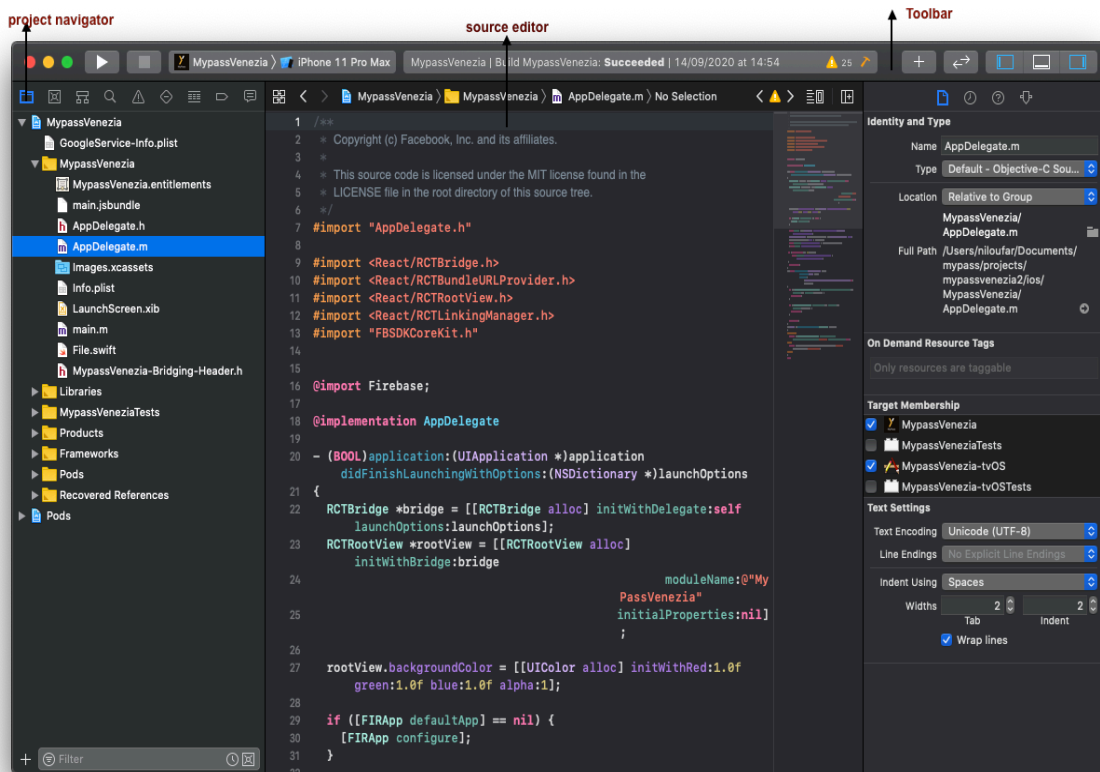 project navigator
source editor
Toolbar
MypassVenezia
iPhone 11 Pro Max
MypassVenezia | Build MypassVenezia: Succeeded | 14/09/2020 at 14:54
25
MypassVenezia
MypassVenezia
AppDelegate.m
No Selection
MypassVenezia
GoogleService-Info.plist
MypassVenezia
MypassVenezia.entitlements
main.jsbundle
AppDelegate.h
AppDelegate.m
Images.xcassets
Info.plist
LaunchScreen.xib
main.m
File.swift
MypassVenezia-Bridging-Header.h
Libraries
MypassVeneziaTests
Products
Frameworks
Pods
Recovered References
Pods
Filter
1 /**
2 * Copyright (c) Facebook, Inc. and its affiliates.
3 *
4 * This source code is licensed under the MIT license found in the
5 * LICENSE file in the root directory of this source tree.
6 */
7 #import "AppDelegate.h"
8
9 #import <React/RCTBridge.h>
10 #import <React/RCTBundleURLProvider.h>
11 #import <React/RCTRootView.h>
12 #import <React/RCTLinkingManager.h>
13 #import "FBSDKCoreKit.h"
14
15
16 @import Firebase;
17
18 @implementation AppDelegate
19
20 - (BOOL)application:(UIApplication *)application
didFinishLaunchingWithOptions:(NSDictionary *)launchOptions
21 {
22 RCTBridge *bridge = [[RCTBridge alloc] initWithDelegate:self
launchOptions:launchOptions];
23 RCTRootView *rootView = [[RCTRootView alloc]
initWithBridge:bridge
24 moduleName:@"My
PassVenezia"
25 initialProperties:nil]
;
26
27 rootView.backgroundColor = [[UIColor alloc] initWithRed:1.0f
green:1.0f blue:1.0f alpha:1];
28
29 if ([FIRApp defaultApp] == nil) {
30 [FIRApp configure];
31 }
Identity and Type
Name AppDelegate.m
Type Default - Objective-C Sou...
Location Relative to Group
MypassVenezia/
AppDelegate.m
Full Path /Users/niloufar/Documents/
mypass/projects/
mypassvenezia2/ios/
MypassVenezia/
AppDelegate.m
On Demand Resource Tags
Only resources are taggable
Target Membership
MypassVenezia
MypassVeneziaTests
MypassVenezia-tvOS
MypassVenezia-tvOSTests
Text Settings
Text Encoding Unicode (UTF-8)
Line Endings No Explicit Line Endings
Indent Using Spaces
Widths 2 2
Tab Indent
Wrap lines